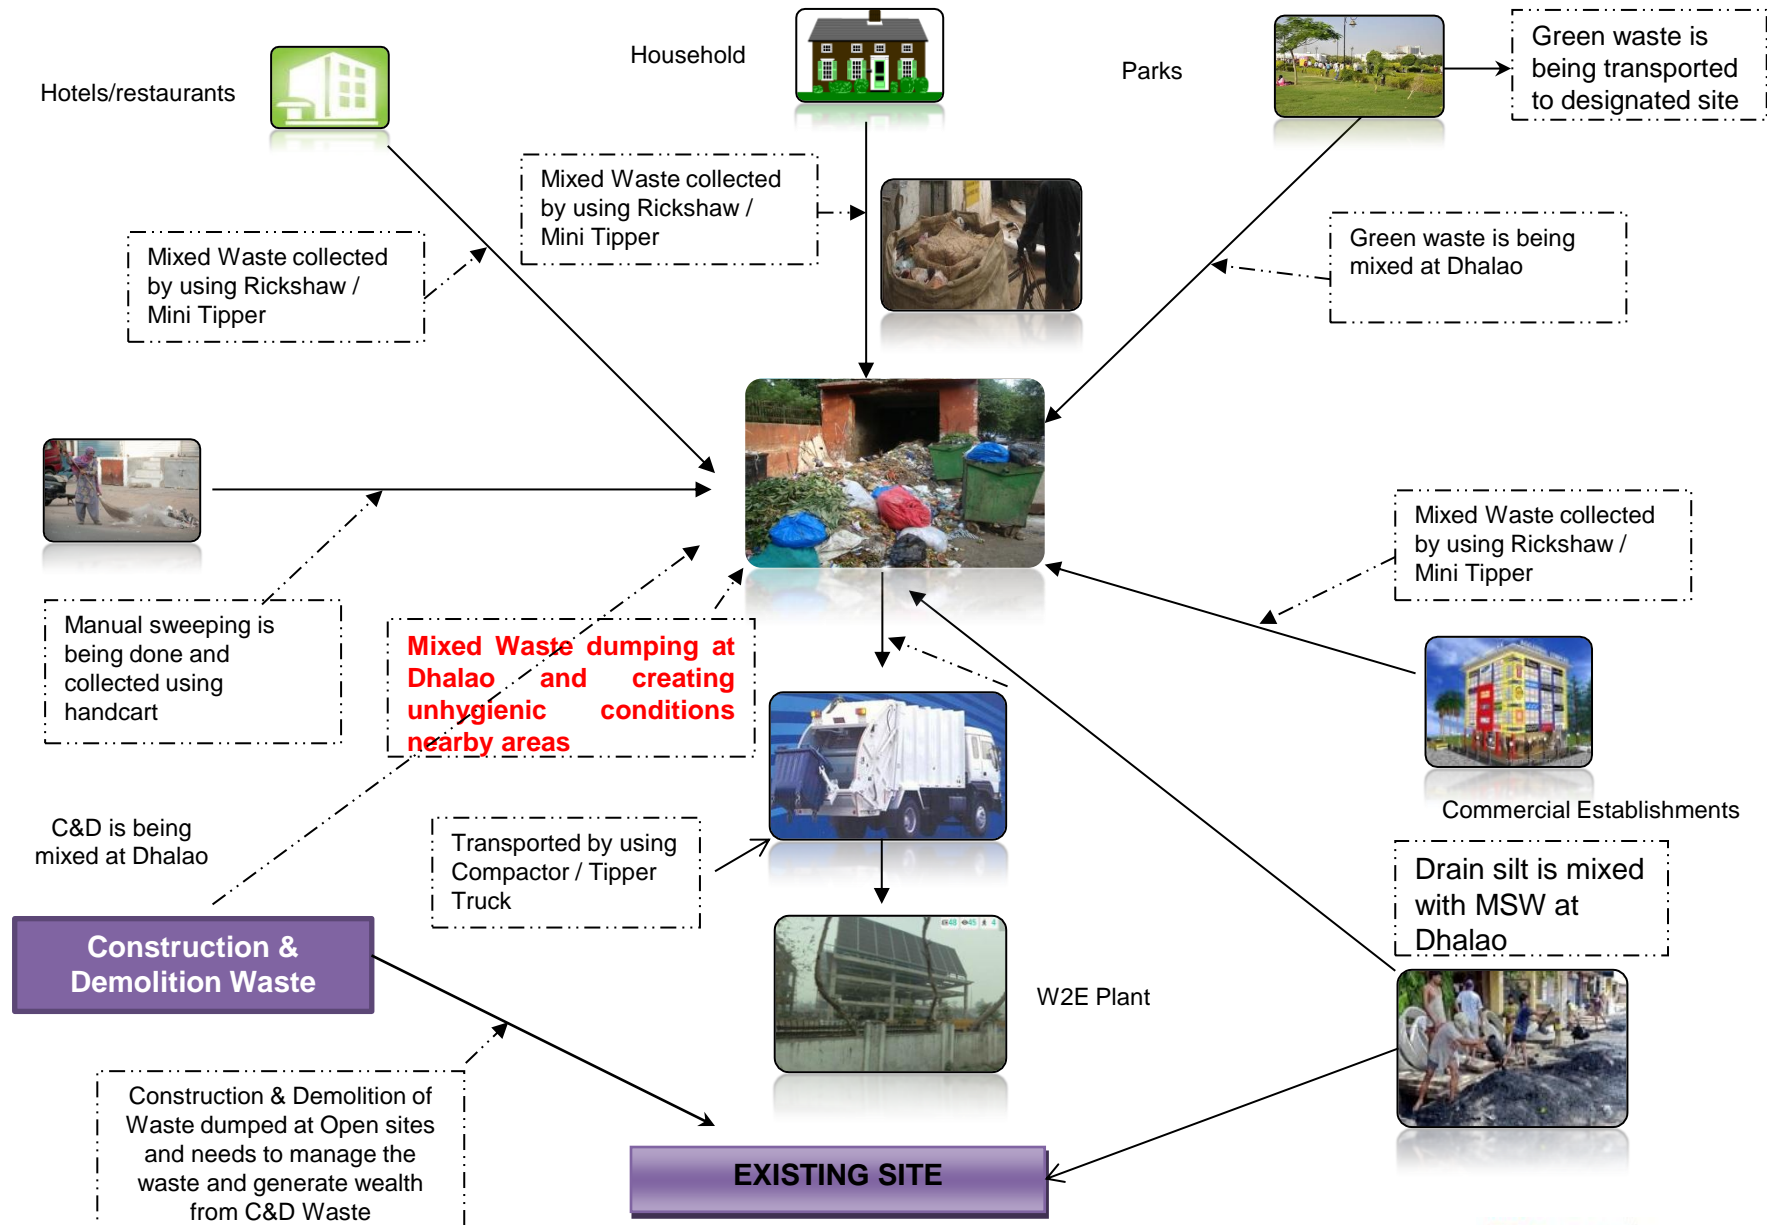 Hotels/restaurants
Household
Parks
Green waste is
being transported
to designated site
Mixed Waste collected
by using Rickshaw /
Mini Tipper
Mixed Waste collected
by using Rickshaw /
Mini Tipper
Green waste is being
mixed at Dhalao
Mixed Waste collected
by using Rickshaw /
Mini Tipper
Manual sweeping is
being done and
collected using
handcart
Mixed Waste dumping at
Dhalao and creating
unhygienic conditions
nearby areas
C&D is being
mixed at Dhalao
Transported by using
Compactor / Tipper
Truck
Commercial Establishments
Drain silt is mixed
with MSW at
Dhalao
Construction &
Demolition Waste
W2E Plant
Construction & Demolition of
Waste dumped at Open sites
and needs to manage the
waste and generate wealth
from C&D Waste
EXISTING SITE